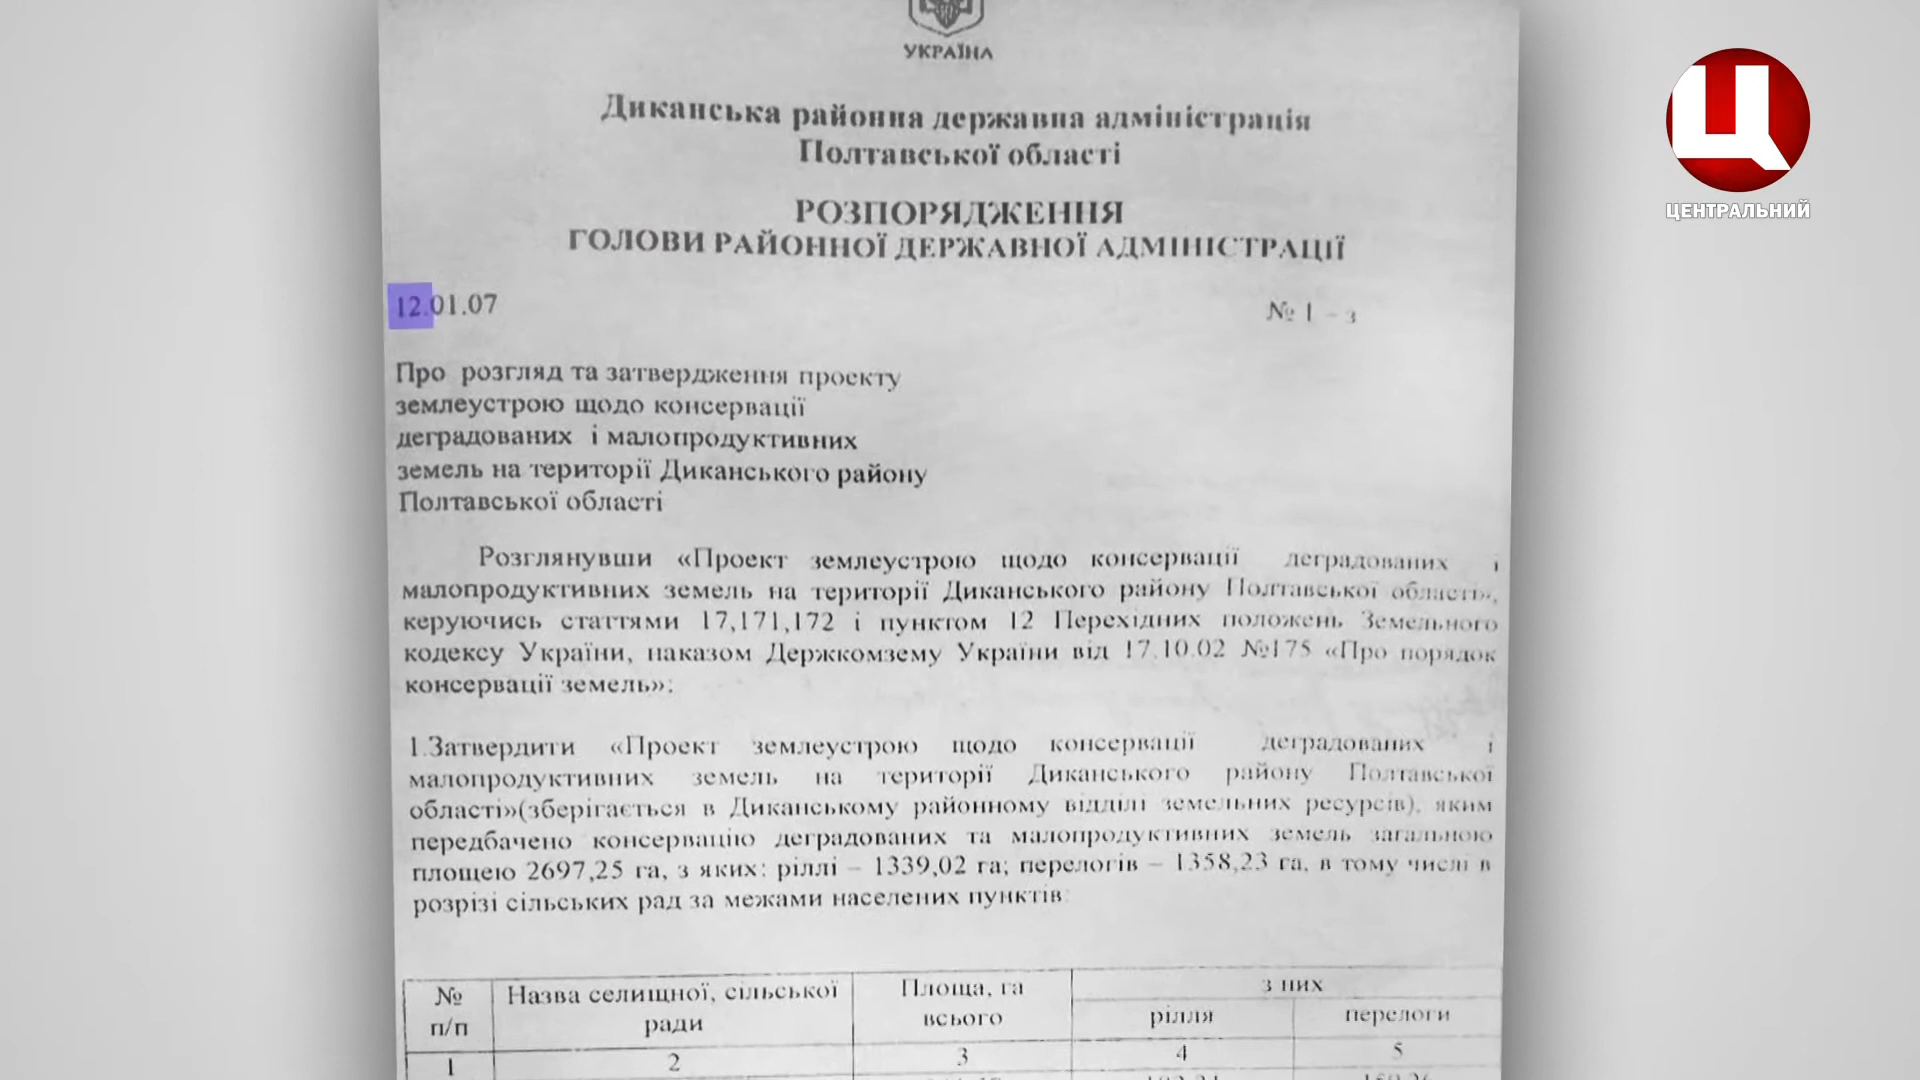 УКРАЇНА
Диканська районна державна адміністрація
Полтавської області
РОЗПОРЯДЖЕННЯ
ГОЛОВИ РАЙОННОЇ ДЕРЖАВНОЇ АДМІНІСТРАЦІЇ
12.01.07
№ 1 - з
Про розгляд та затвердження проекту
землеустрою щодо консервації
деградованих і малопродуктивних
земель на території Диканського району
Полтавської області
Розглянувши «Проект землеустрою щодо консервації деградованих і
малопродуктивних земель на території Диканського району Полтавської області»,
керуючись статтями 17,171,172 і пунктом 12 Перехідних положень Земельного
кодексу України, наказом Держкомзему України від 17.10.02 №175 «Про порядок
консервації земель»:
1.Затвердити «Проект землеустрою щодо консервації деградованих і
малопродуктивних земель на території Диканського району Полтавської
області»(зберігається в Диканському районному відділі земельних ресурсів), яким
передбачено консервацію деградованих та малопродуктивних земель загальною
площею 2697,25 га, з яких: ріллі – 1339,02 га; перелогів – 1358,23 га, в тому числі в
розрізі сільських рад за межами населених пунктів:
№ п/п
Назва селищної, сільської ради
Площа, га всього
з них
рілля
перелоги
1 2 3 4 5
Ц
ЦЕНТРАЛЬНИЙ